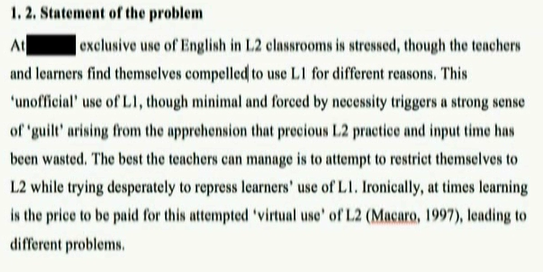 1. 2. Statement of the problem
At exclusive use of English in L2 classrooms is stressed, though the teachers
and learners find themselves compelled to use L1 for different reasons. This
'unofficial' use of L1, though minimal and forced by necessity triggers a strong sense
of 'guilt' arising from the apprehension that precious L2 practice and input time has
been wasted. The best the teachers can manage is to attempt to restrict themselves to
L2 while trying desperately to repress learners' use of L1. Ironically, at times learning
is the price to be paid for this attempted 'virtual use' of L2 (Macaro, 1997), leading to
different problems.